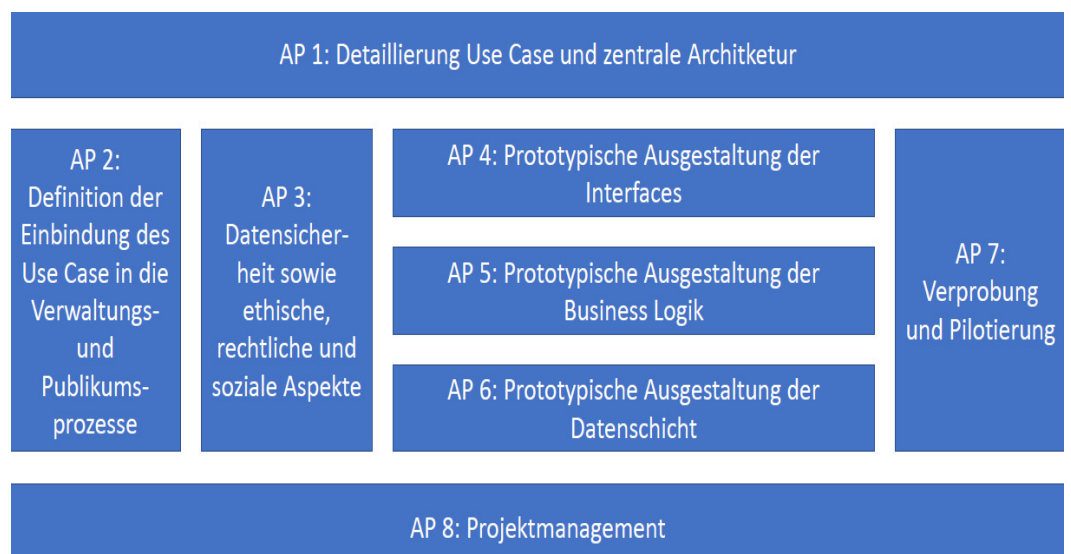 AP 1: Detaillierung Use Case und zentrale Architketur
AP 2:
Definition der
Einbindung des
Use Case in die
Verwaltungs-
und
Publikums-
prozesse
AP 3:
Datensicher-
heit sowie
ethische,
rechtliche und
soziale Aspekte
AP 4: Prototypische Ausgestaltung der
Interfaces
AP 5: Prototypische Ausgestaltung der
Business Logik
AP 6: Prototypische Ausgestaltung der
Datenschicht
AP 7:
Verprobung
und Pilotierung
AP 8: Projektmanagement